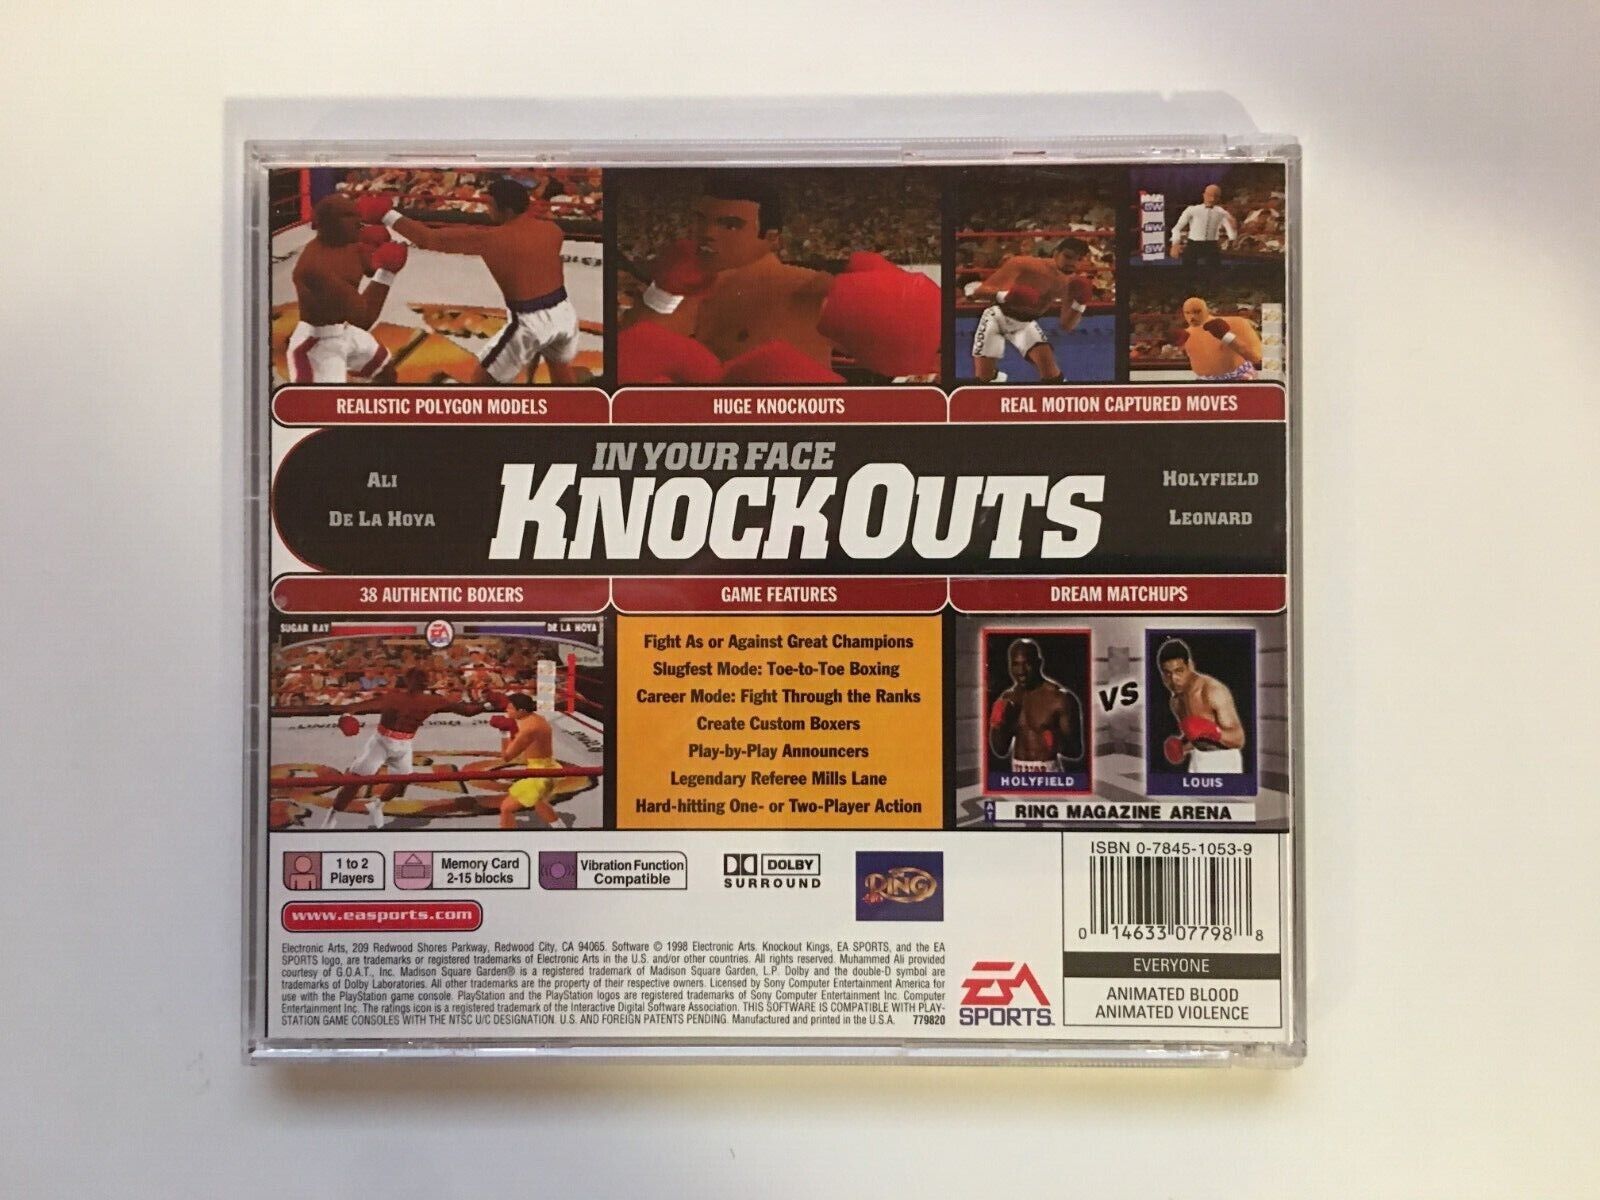 REALISTIC POLYGON MODELS
HUGE KNOCKOUTS
REAL MOTION CAPTURED MOVES
IN YOUR FACE
KNOCKOUTS
ALI
DE LA HOYA
HOLYFIELD
LEONARD
38 AUTHENTIC BOXERS
GAME FEATURES
DREAM MATCHUPS
SUGAR RAY
EA
DE LA HOYA
Fight As or Against Great Champions
Slugfest Mode: Toe-to-Toe Boxing
Career Mode: Fight Through the Ranks
Create Custom Boxers
Play-by-Play Announcers
Legendary Referee Mills Lane
Hard-hitting One- or Two-Player Action
HOLYFIELD
VS
LOUIS
AT
RING MAGAZINE ARENA
1 to 2
Players
Memory Card
2-15 blocks
Vibration Function
Compatible
DOLBY
SURROUND
RING
www.easports.com
Electronic Arts, 209 Redwood Shores Parkway, Redwood City, CA 94065. Software © 1998 Electronic Arts. Knockout Kings, EA SPORTS, and the EA
SPORTS logo, are trademarks or registered trademarks of Electronic Arts in the U.S. and/or other countries. All rights reserved. Muhammed Ali provided
courtesy of G.O.A.T., Inc. Madison Square Garden® is a registered trademark of Madison Square Garden, L.P. Dolby and the double-D symbol are
trademarks of Dolby Laboratories. All other trademarks are the property of their respective owners. Licensed by Sony Computer Entertainment America for
use with the PlayStation game console. PlayStation and the PlayStation logos are registered trademarks of Sony Computer Entertainment Inc. Computer
Entertainment Inc. The ratings icon is a registered trademark of the Interactive Digital Software Association. THIS SOFTWARE IS COMPATIBLE WITH PLAY-
STATION GAME CONSOLES WITH THE NTSC U/C DESIGNATION. U.S. AND FOREIGN PATENTS PENDING. Manufactured and printed in the U.S.A. 779820
EA
SPORTS™
ISBN 0-7845-1053-9
0 14633 07798 8
EVERYONE
ANIMATED BLOOD
ANIMATED VIOLENCE